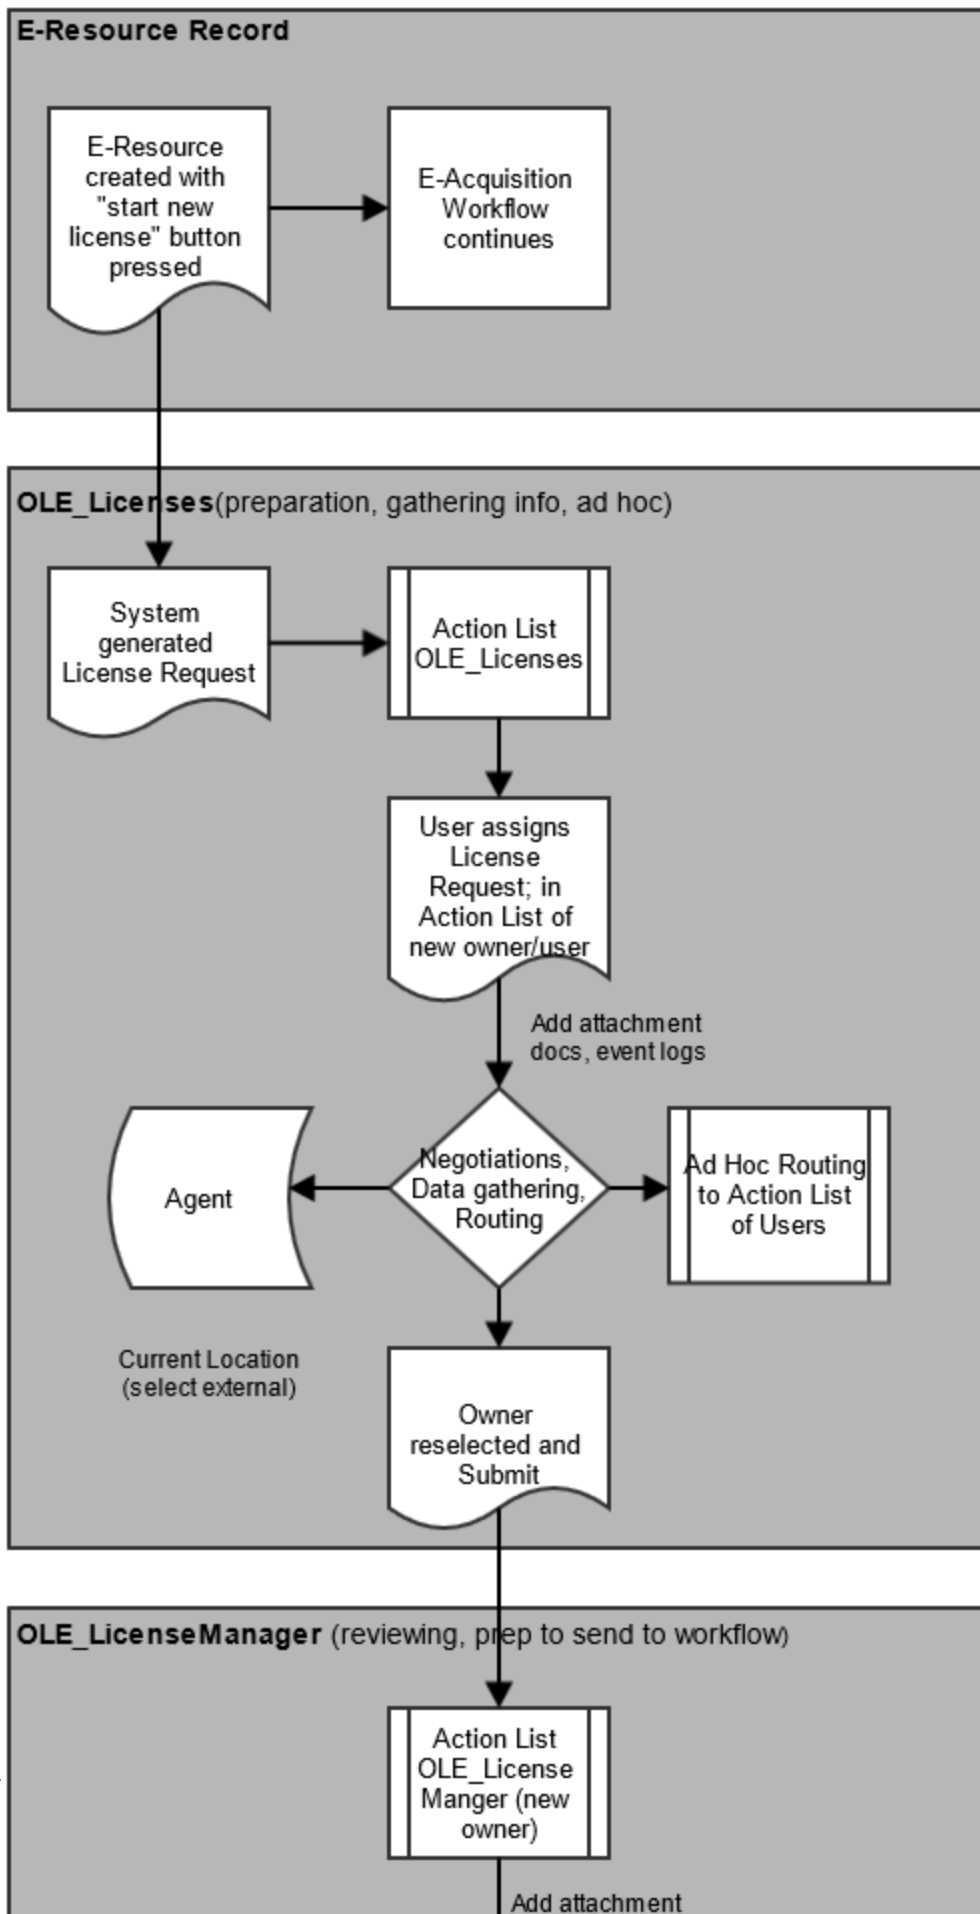 E-Resource Record
E-Resource
created with
"start new
license" button
pressed
E-Acquisition
Workflow
continues
OLE_Licenses(preparation, gathering info, ad hoc)
System
generated
License Request
Action List
OLE_Licenses
User assigns
License
Request; in
Action List of
new owner/user
Add attachment
docs, event logs
Agent
Negotiations,
Data gathering,
Routing
Ad Hoc Routing
to Action List
of Users
Current Location
(select external)
Owner
reselected and
Submit
OLE_LicenseManager (reviewing, prep to send to workflow)
Action List
OLE_License
Manger (new
owner)
Add attachment